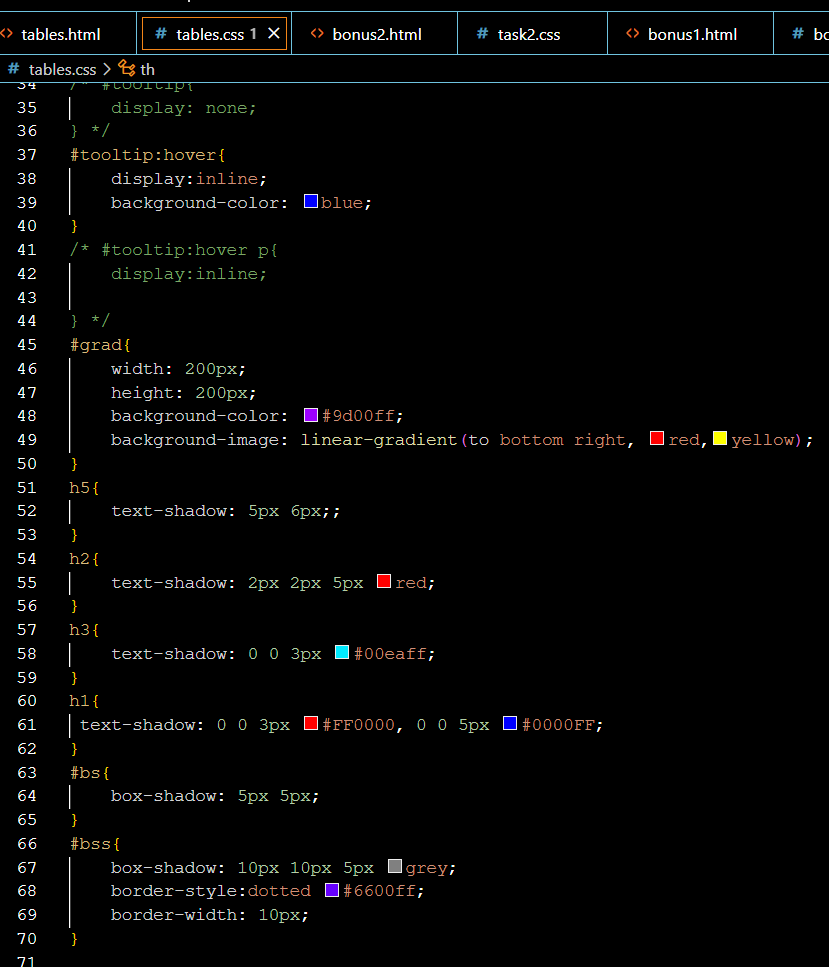 tables.html # tables.css 1 × <> bonus2.html # task2.css <> bonus1.html #
# tables.css > th
34 /* #tooltip{
35 display: none;
36 } */
37 #tooltip:hover{
38 display:inline;
39 background-color: blue;
40 }
41 /* #tooltip:hover p{
42 display:inline;
43
44 } */
45 #grad{
46 width: 200px;
47 height: 200px;
48 background-color: #9d00ff;
49 background-image: linear-gradient(to bottom right, red,yellow);
50 }
51 h5{
52 text-shadow: 5px 6px;;
53 }
54 h2{
55 text-shadow: 2px 2px 5px red;
56 }
57 h3{
58 text-shadow: 0 0 3px #00eaff;
59 }
60 h1{
61 text-shadow: 0 0 3px #FF0000, 0 0 5px #0000FF;
62 }
63 #bs{
64 box-shadow: 5px 5px;
65 }
66 #bss{
67 box-shadow: 10px 10px 5px grey;
68 border-style:dotted #6600ff;
69 border-width: 10px;
70 }
71